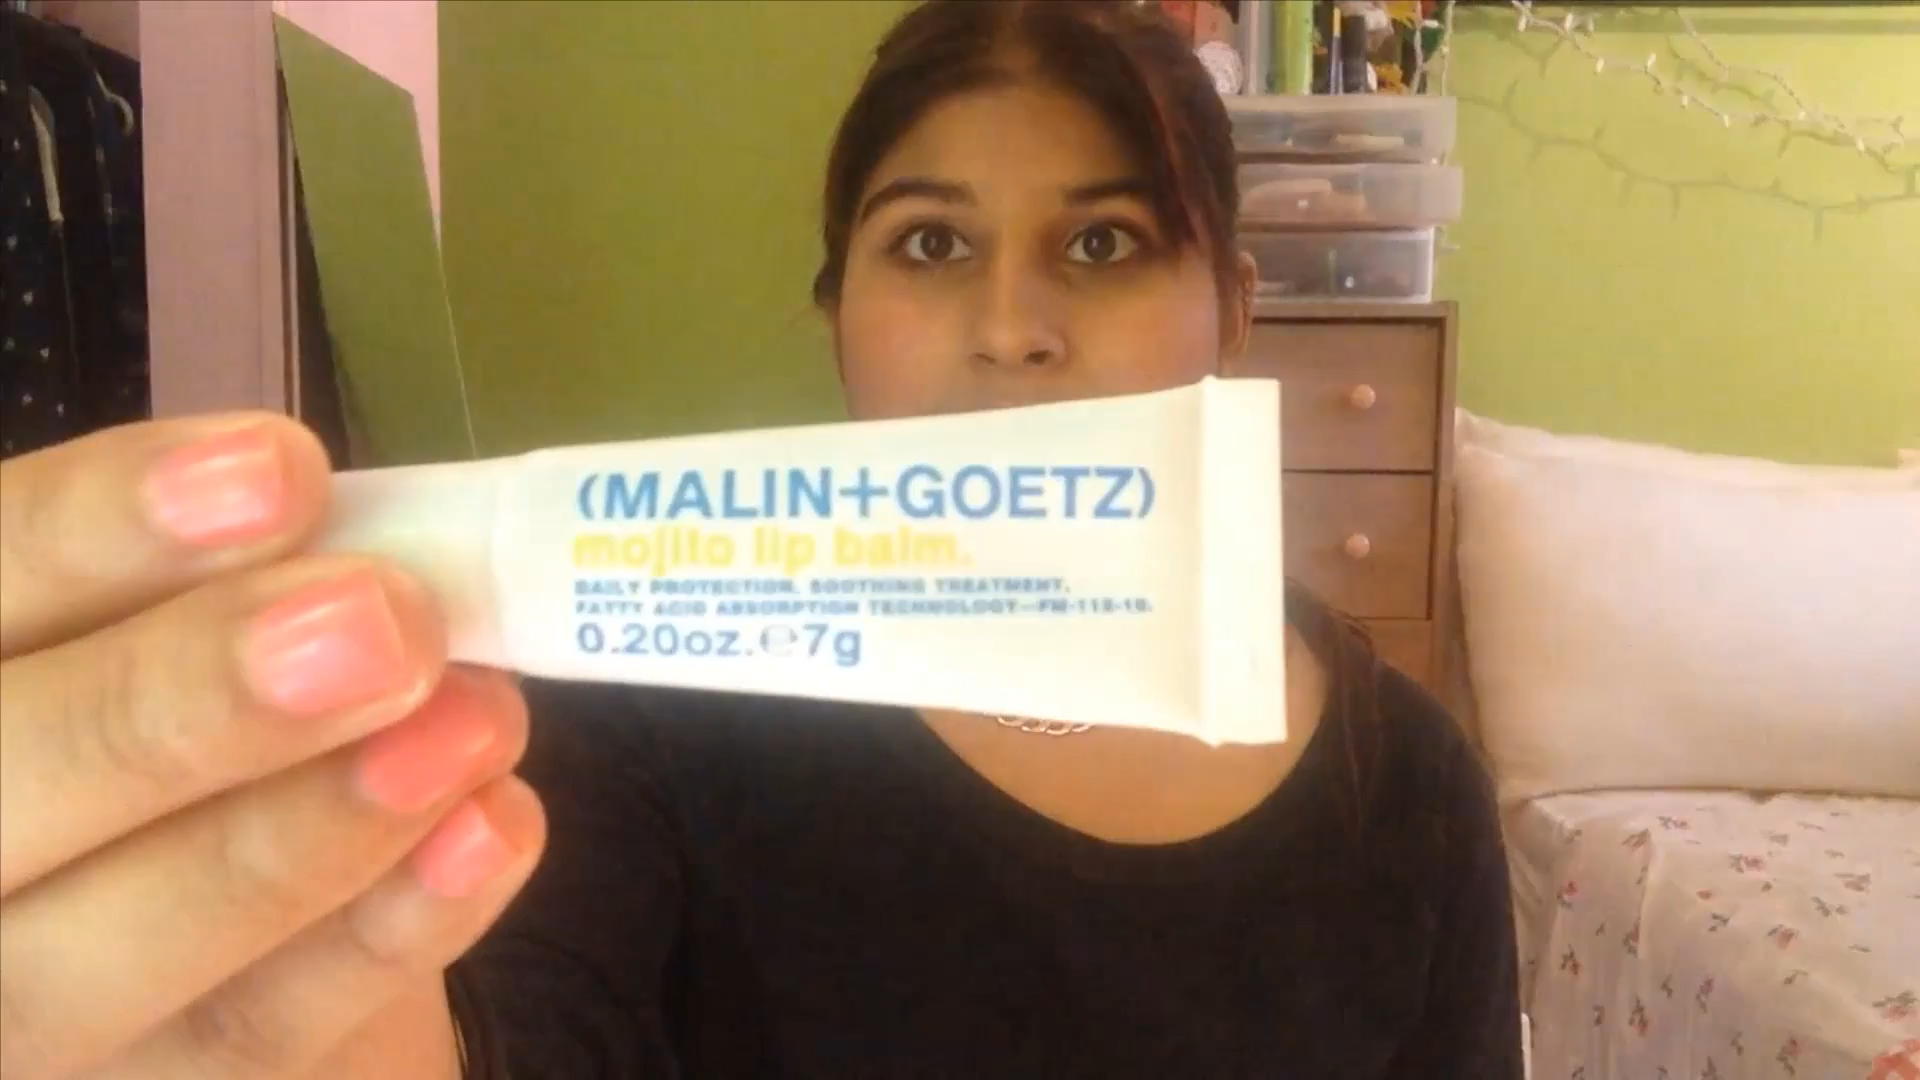 (MALIN+GOETZ)
mojito lip balm.
DAILY PROTECTION. SOOTHING TREATMENT.
FATTY ACID ABSORPTION TECHNOLOGY—
0.20oz.℮7g